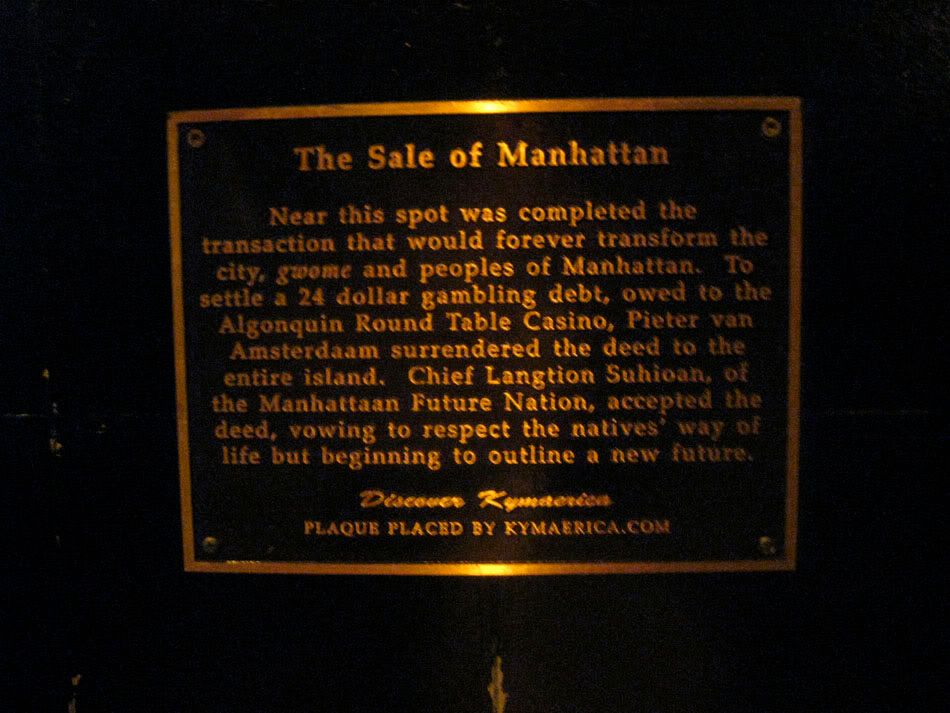 The Sale of Manhattan
Near this spot was completed the
transaction that would forever transform the
city, gwome and peoples of Manhattan. To
settle a 24 dollar gambling debt, owed to the
Algonquin Round Table Casino, Pieter van
Amsterdaam surrendered the deed to the
entire island. Chief Langtion Suhioan, of
the Manhattaan Future Nation, accepted the
deed, vowing to respect the natives' way of
life but beginning to outline a new future.
Discover Kymaerica
PLAQUE PLACED BY KYMAERICA.COM